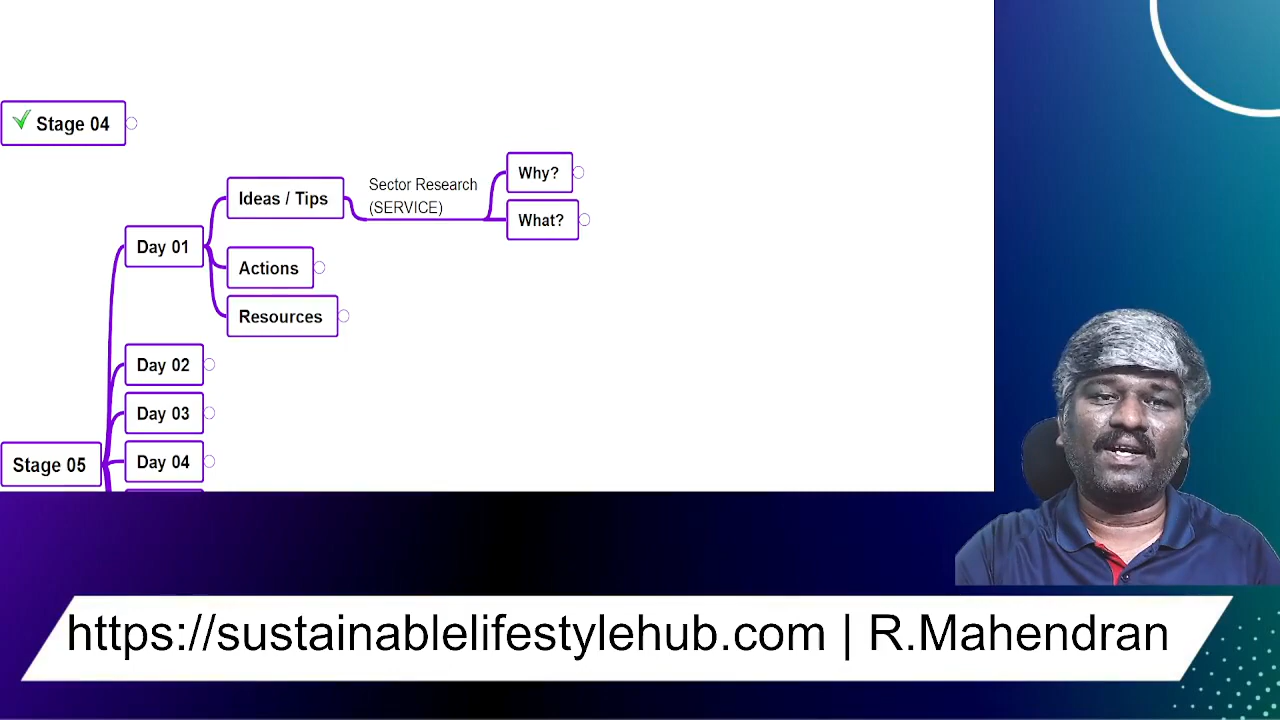 Stage 04
Why?
Sector Research
(SERVICE)
Ideas / Tips
What?
Day 01
Actions
Resources
Day 02
Day 03
Day 04
Stage 05
https://sustainablelifestylehub.com | R.Mahendran